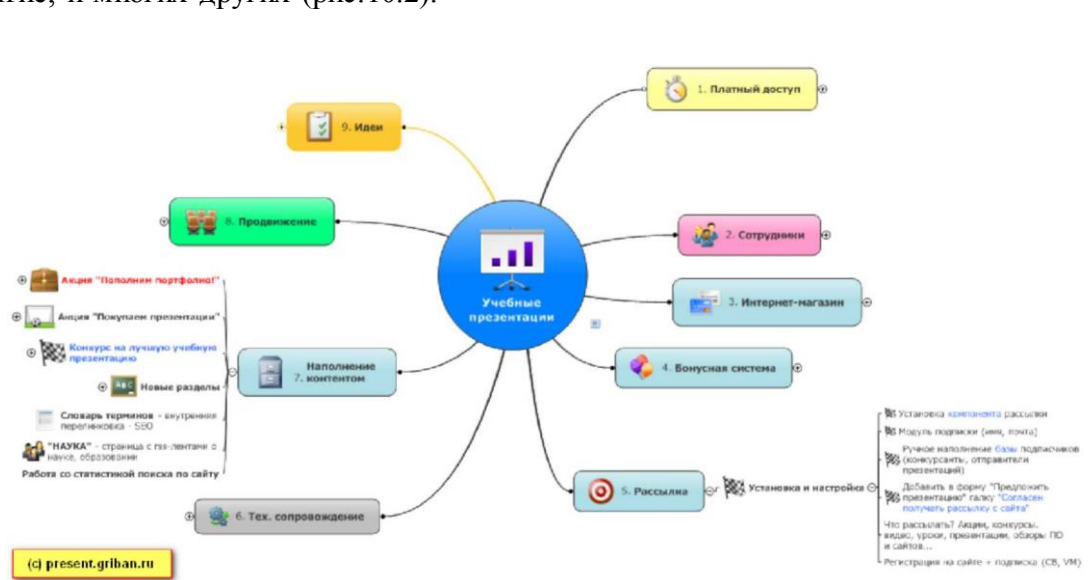 и многих других (рис.10.2).
1. Платный доступ
9. Идеи
8. Продвижение
2. Сотрудники
Учебные
презентации
3. Интернет-магазин
Акция "Пополним портфолио!"
Акция "Покупаем презентации"
Конкурс на лучшую учебную
презентацию
Новые разделы
Словарь терминов - внутренняя
перелинковка - SEO
"НАУКА" - страница с rss-лентами о
науке, образовании
Работа со статистикой поиска по сайту
Наполнение
7. контентом
4. Бонусная система
5. Рассылка
Установка и настройка
Установка компонента рассылки
Модуль подписки (имя, почта)
Ручное наполнение базы подписчиков
(конкурсанты, отправители
презентаций)
Добавить в форму "Предложить
презентацию" галку "Согласен
получать рассылку с сайта"
Что рассылать? Акции, конкурсы,
видео, уроки, презентации, обзоры ПО
и сайтов...
Регистрация на сайте + подписка (CB, VM)
6. Тех. сопровождение
(c) present.griban.ru